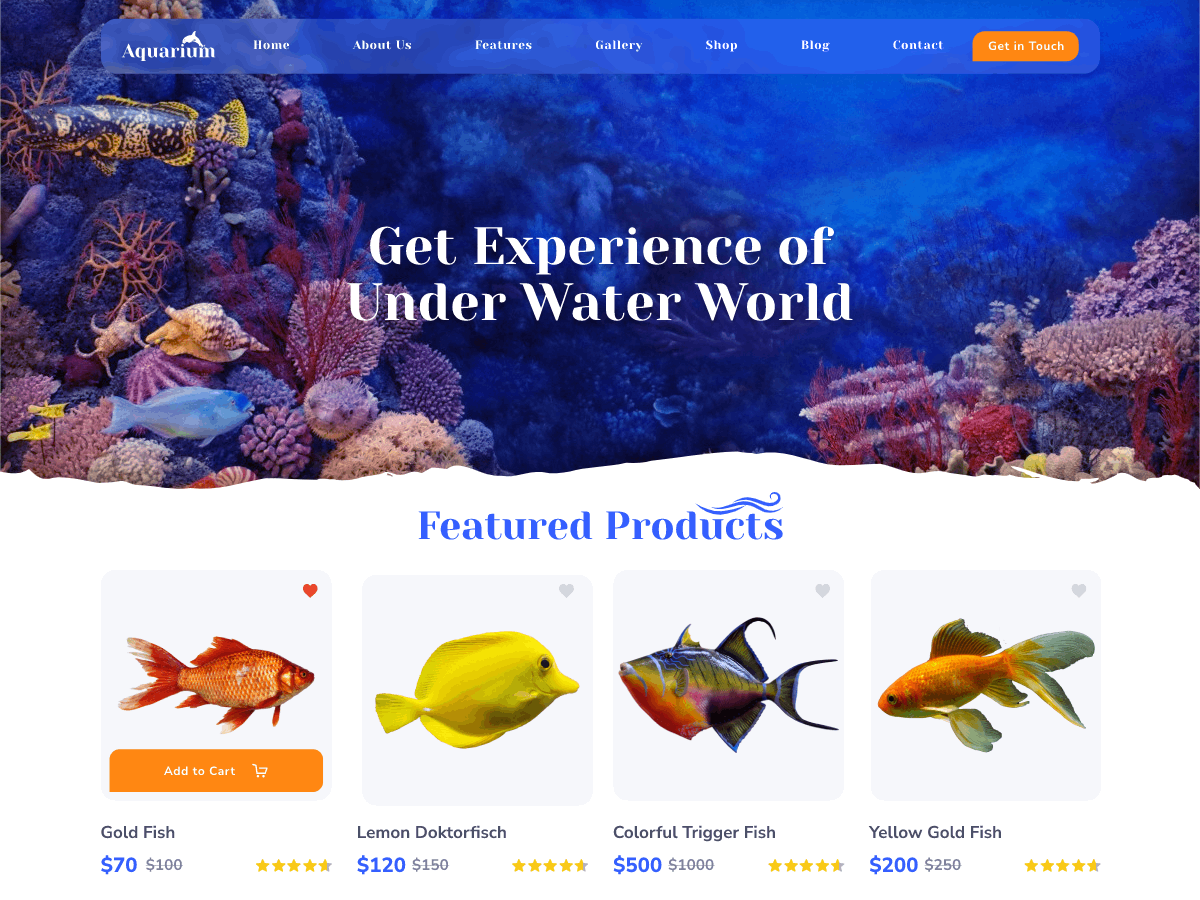 Aquarium
Home About Us Features Gallery Shop Blog Contact Get in Touch
Get Experience of
Under Water World
Featured Products
Add to Cart
Gold Fish Lemon Doktorfisch Colorful Trigger Fish Yellow Gold Fish
$70 $100 $120 $150 $500 $1000 $200 $250